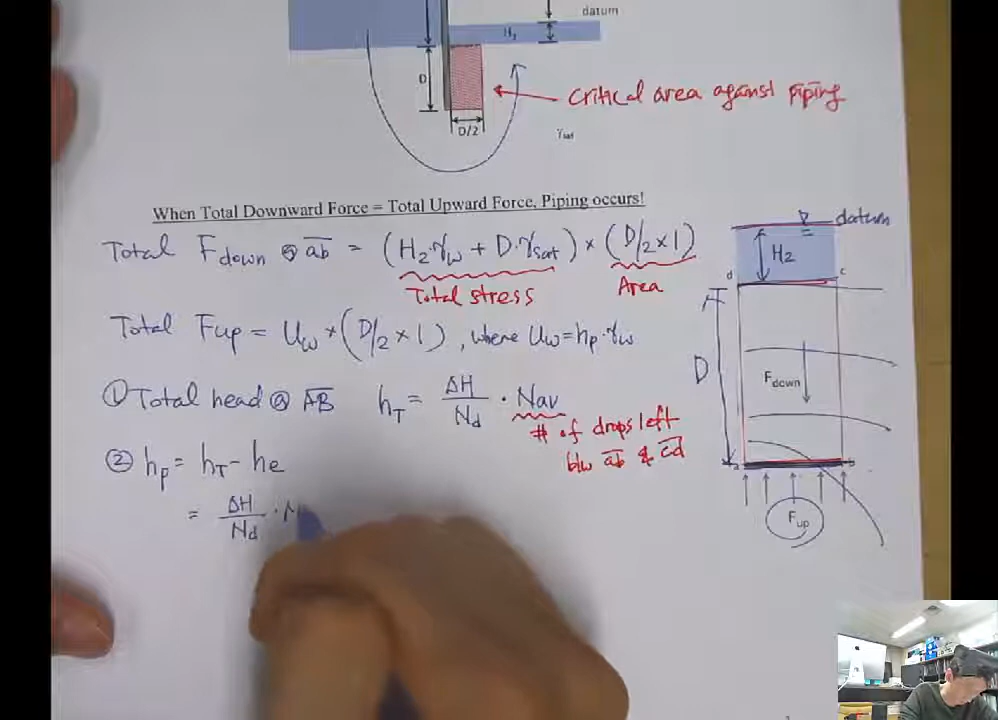 datum
H2
D
critical area against piping
D/2
γsat
When Total Downward Force = Total Upward Force, Piping occurs!
datum
Total Fdown @ ab = (H2·γw + D·γsat) × (D/2 × 1)
H2
Total stress
Area
d
c
Total Fup = Uw × (D/2 × 1), where Uw = hp·γw
D
Fdown
① Total head @ AB hT = ΔH/Nd · Nav
# of drops left
btw ab & cd
② hp = hT - he
a
b
= ΔH/Nd ·
Fup